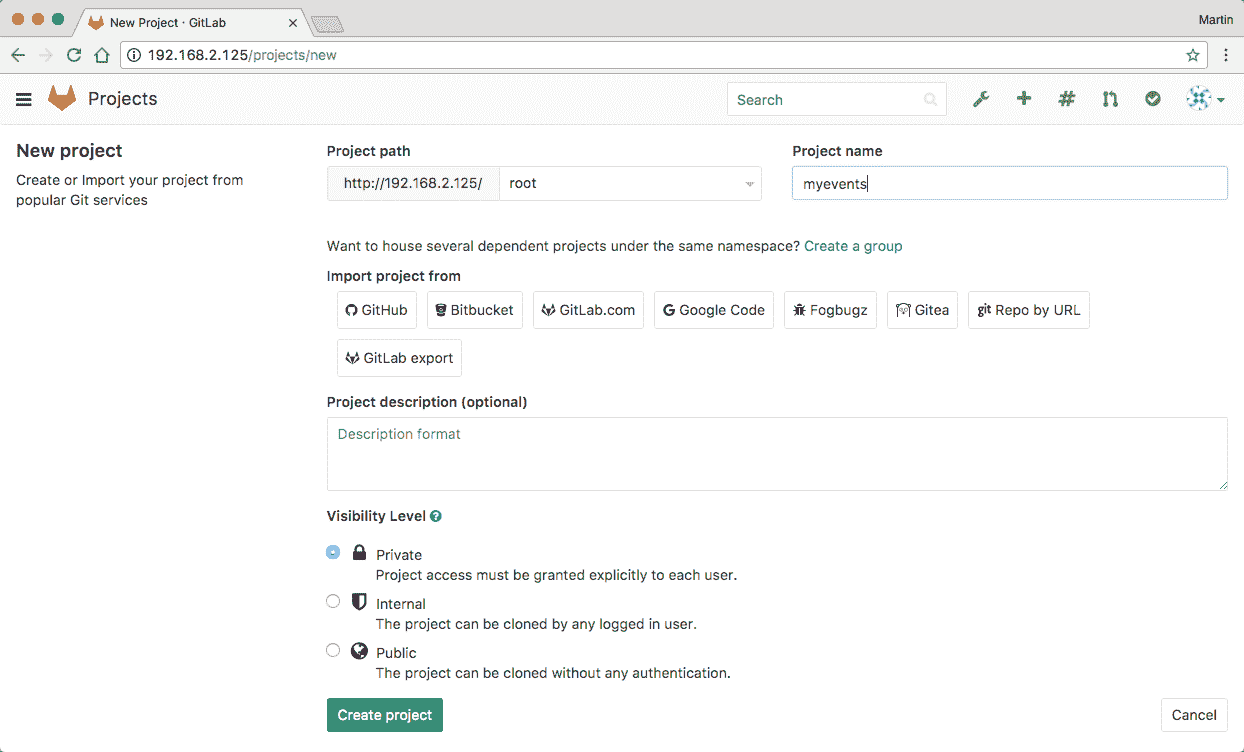 New Project · GitLab
Martin
192.168.2.125/projects/new
Projects
Search
New project
Create or Import your project from
popular Git services
Project path
Project name
http://192.168.2.125/
root
myevents
Want to house several dependent projects under the same namespace? Create a group
Import project from
GitHub
Bitbucket
GitLab.com
Google Code
Fogbugz
Gitea
git Repo by URL
GitLab export
Project description (optional)
Description format
Visibility Level
Private
Project access must be granted explicitly to each user.
Internal
The project can be cloned by any logged in user.
Public
The project can be cloned without any authentication.
Create project
Cancel